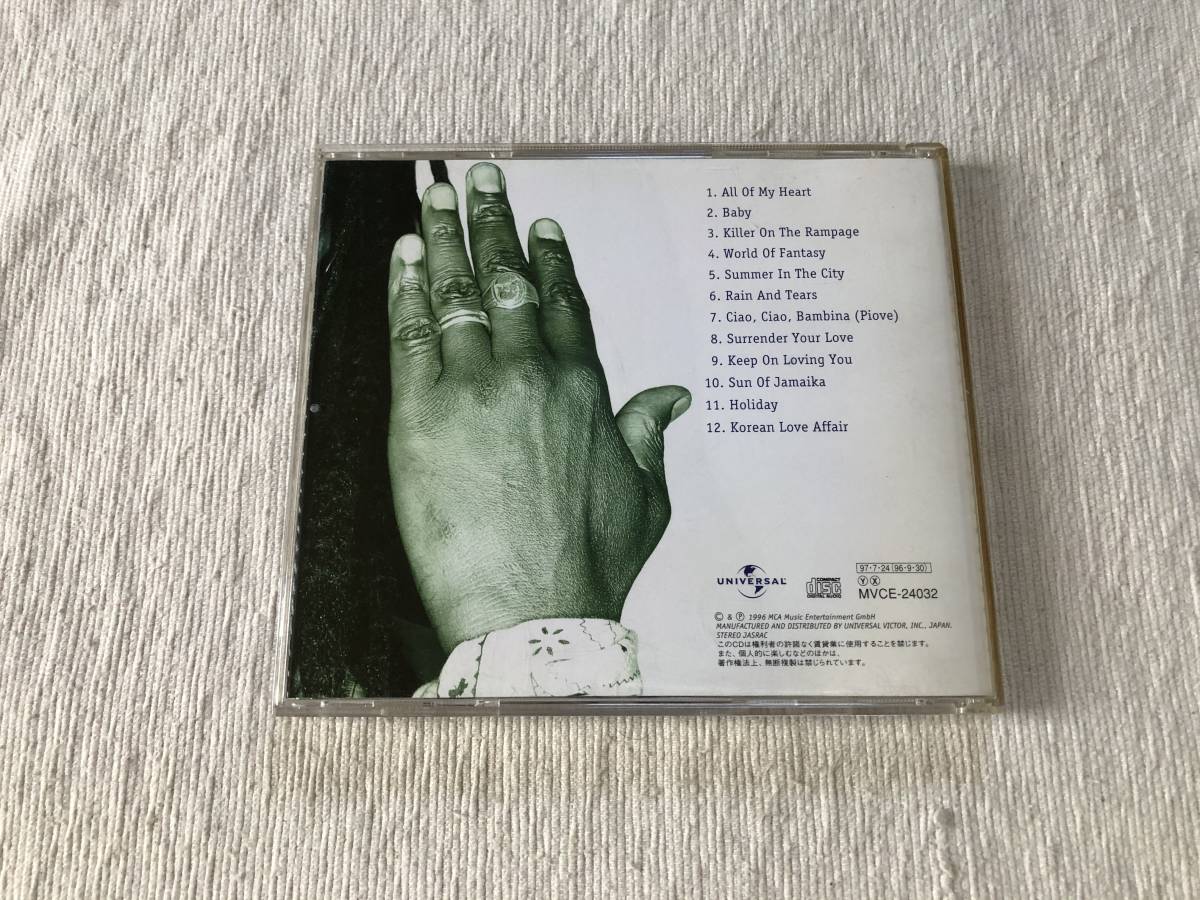 1. All Of My Heart
2. Baby
3. Killer On The Rampage
4. World Of Fantasy
5. Summer In The City
6. Rain And Tears
7. Ciao, Ciao, Bambina (Piove)
8. Surrender Your Love
9. Keep On Loving You
10. Sun Of Jamaika
11. Holiday
12. Korean Love Affair
UNIVERSAL
COMPACT
disc
DIGITAL AUDIO
97・7・24 (96・9・30)
Ⓨ Ⓧ
MVCE-24032
© & ℗ 1996 MCA Music Entertainment GmbH
MANUFACTURED AND DISTRIBUTED BY UNIVERSAL VICTOR, INC., JAPAN.
STEREO JASRAC
このCDは権利者の許諾なく賃貸業に使用することを禁じます。
また、個人的に楽しむなどのほかは、
著作権法上、無断複製は禁じられています。